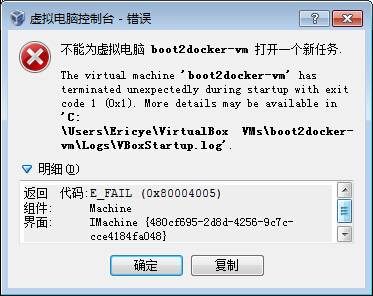 虚拟电脑控制台 - 错误
不能为虚拟电脑 boot2docker-vm 打开一个新任务.
The virtual machine 'boot2docker-vm' has
terminated unexpectedly during startup with exit
code 1 (0x1). More details may be available in
'C:
\Users\Ericye\VirtualBox VMs\boot2docker-
vm\Logs\VBoxStartup.log'.
明细(D)
返回 代码:E_FAIL (0x80004005)
组件: Machine
界面: IMachine {480cf695-2d8d-4256-9c7c-
cce4184fa048}
确定
复制